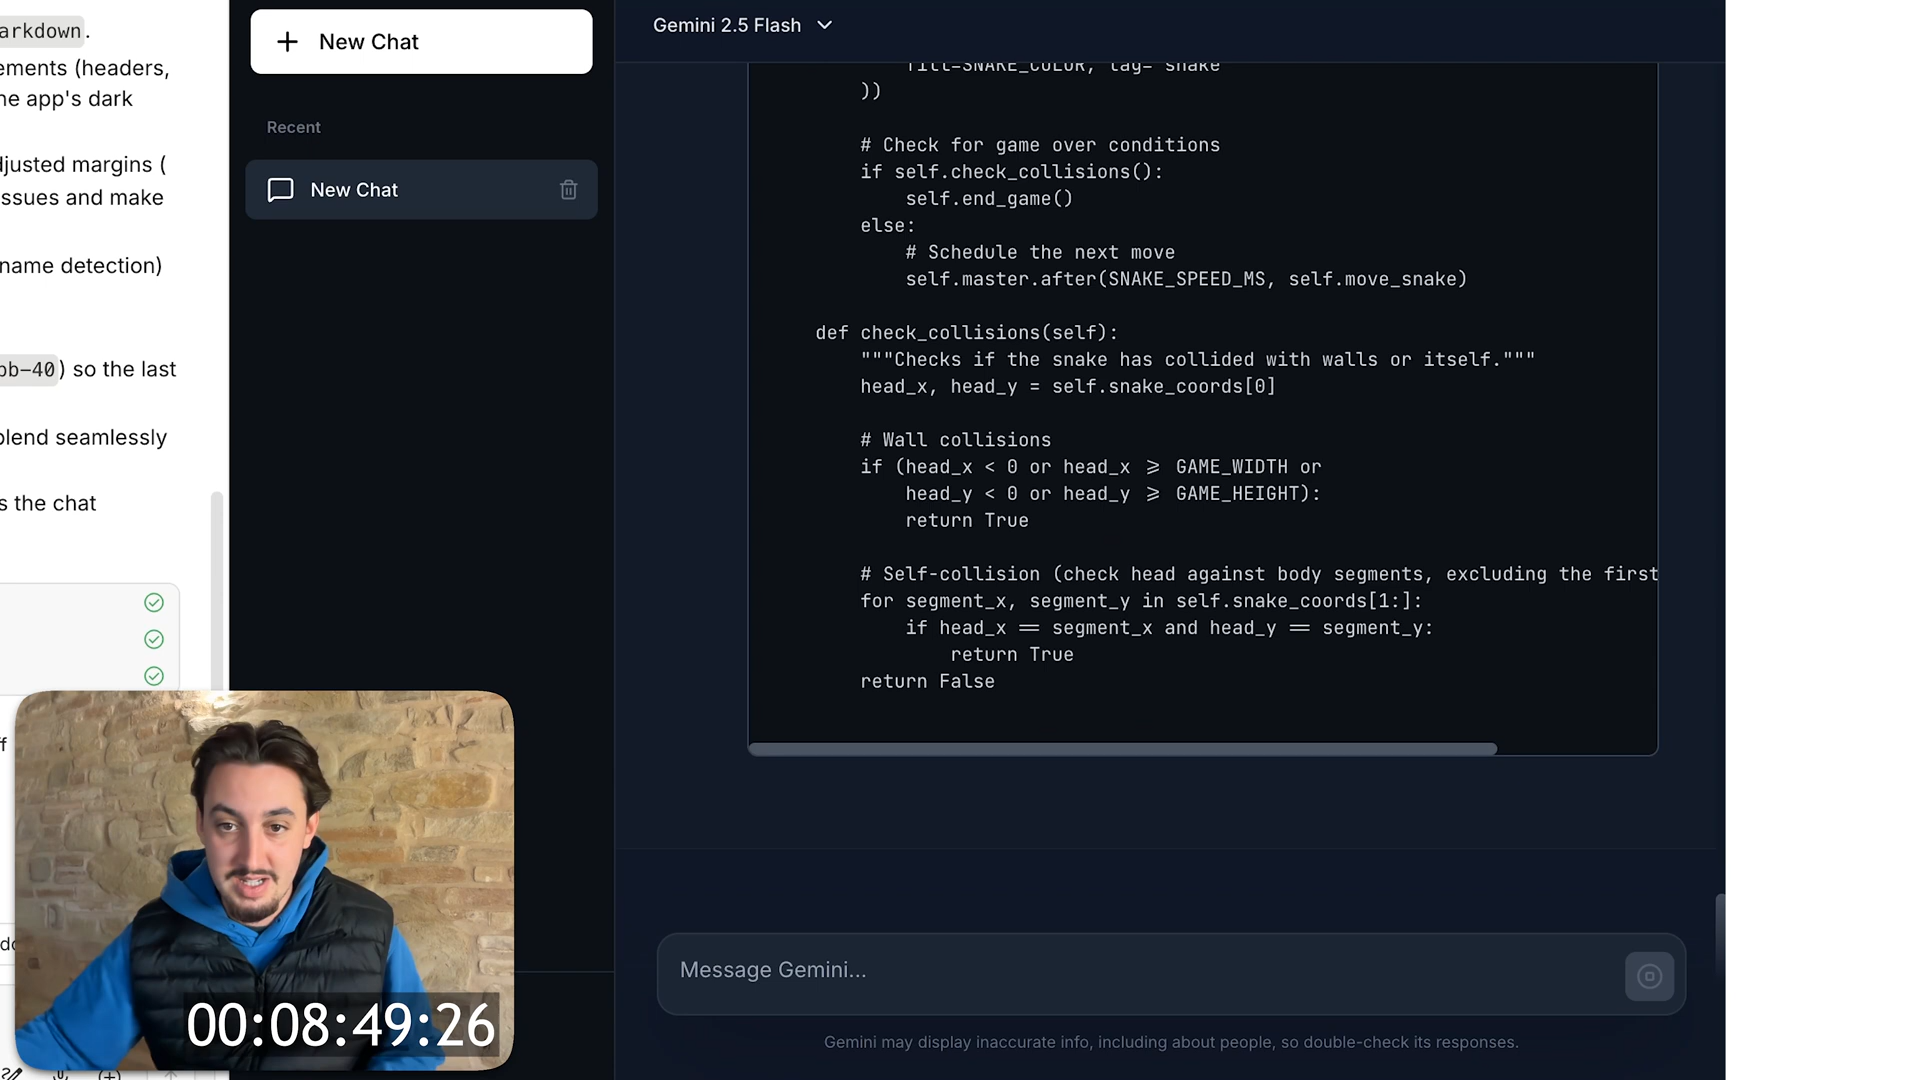 arkdown.
ements (headers,
ne app's dark
djusted margins (
ssues and make
name detection)
pb-40) so the last
blend seamlessly
s the chat
New Chat
Recent
New Chat
Gemini 2.5 Flash
fill=SNAKE_COLOR, tag="snake"
))
# Check for game over conditions
if self.check_collisions():
self.end_game()
else:
# Schedule the next move
self.master.after(SNAKE_SPEED_MS, self.move_snake)
def check_collisions(self):
"""Checks if the snake has collided with walls or itself."""
head_x, head_y = self.snake_coords[0]
# Wall collisions
if (head_x < 0 or head_x >= GAME_WIDTH or
head_y < 0 or head_y >= GAME_HEIGHT):
return True
# Self-collision (check head against body segments, excluding the first
for segment_x, segment_y in self.snake_coords[1:]:
if head_x == segment_x and head_y == segment_y:
return True
return False
Message Gemini...
Gemini may display inaccurate info, including about people, so double-check its responses.
00:08:49:26